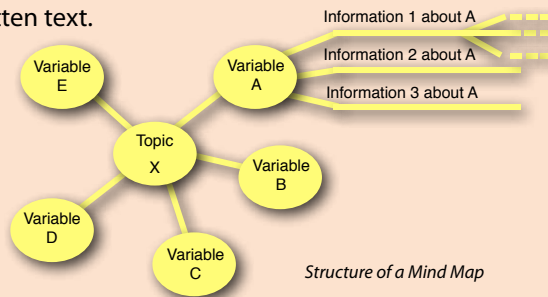 tten text.
Information 1 about A
Information 2 about A
Information 3 about A
Variable
A
Variable
E
Topic
X
Variable
B
Variable
D
Variable
C
Structure of a Mind Map